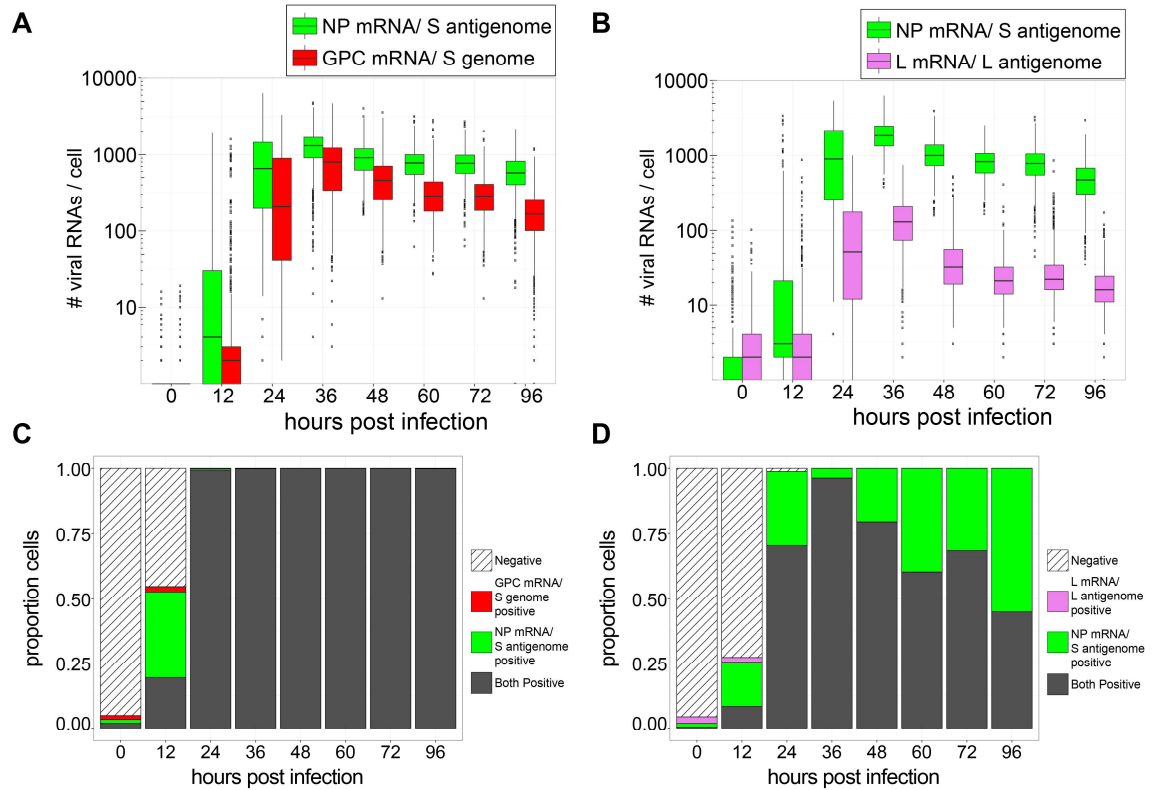 A
NP mRNA/ S antigenome
GPC mRNA/ S genome
# viral RNAs / cell
10000
1000
100
10
0 12 24 36 48 60 72 96
hours post infection
B
NP mRNA/ S antigenome
L mRNA/ L antigenome
# viral RNAs / cell
10000
1000
100
10
0 12 24 36 48 60 72 96
hours post infection
C
proportion cells
1.00
0.75
0.50
0.25
0.00
0 12 24 36 48 60 72 96
hours post infection
Negative
GPC mRNA/
S genome
positive
NP mRNA/
S antigenome
positive
Both Positive
D
proportion cells
1.00
0.75
0.50
0.25
0.00
0 12 24 36 48 60 72 96
hours post infection
Negative
L mRNA/
L antigenome
positive
NP mRNA/
S antigenome
positive
Both Positive